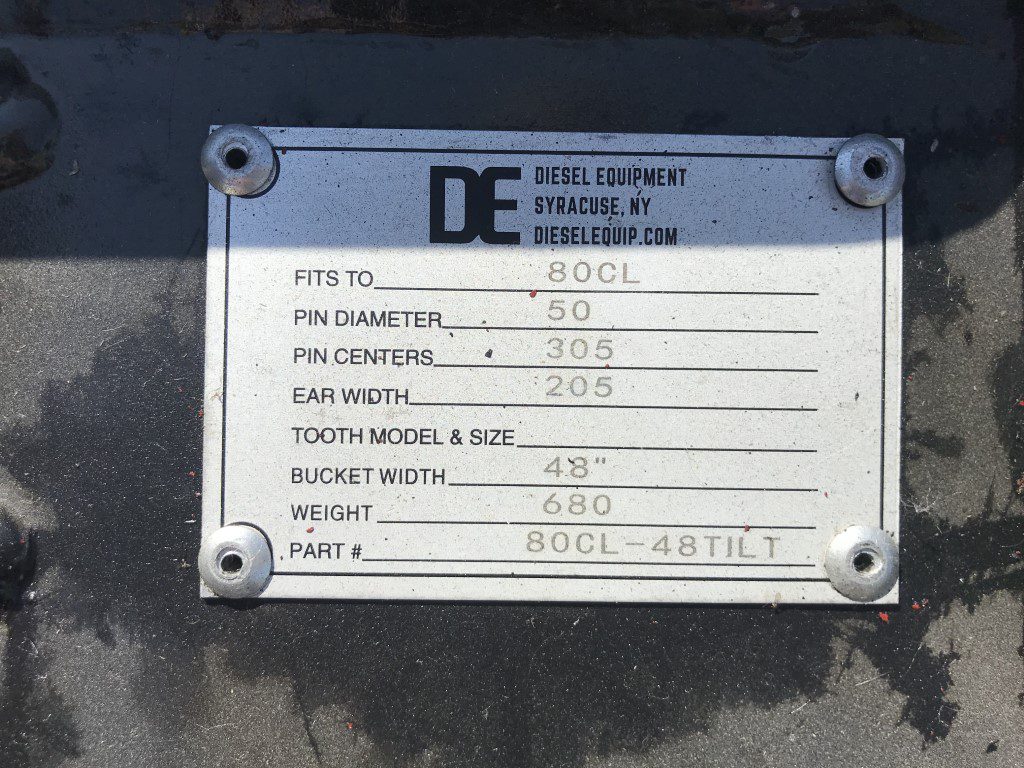 DE DIESEL EQUIPMENT
SYRACUSE, NY
DIESELEQUIP.COM
FITS TO 80CL
PIN DIAMETER 50
PIN CENTERS 305
EAR WIDTH 205
TOOTH MODEL & SIZE
BUCKET WIDTH 48"
WEIGHT 680
PART # 80CL-48TILT